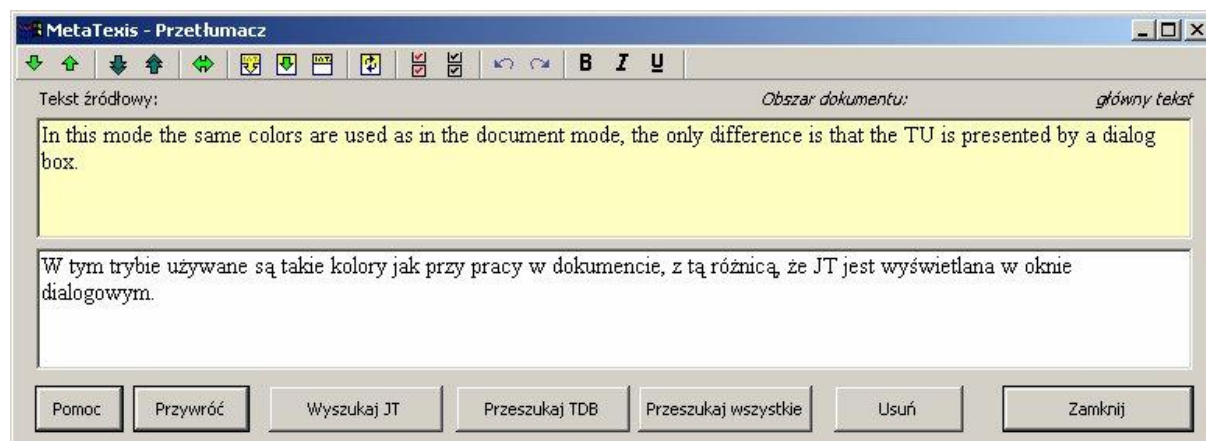 MetaTexis - Przetłumacz
B I U
Tekst źródłowy: Obszar dokumentu: główny tekst
In this mode the same colors are used as in the document mode, the only difference is that the TU is presented by a dialog
box.
W tym trybie używane są takie kolory jak przy pracy w dokumencie, z tą różnicą, że JT jest wyświetlana w oknie
dialogowym.
Pomoc Przywróć Wyszukaj JT Przeszukaj TDB Przeszukaj wszystkie Usuń Zamknij